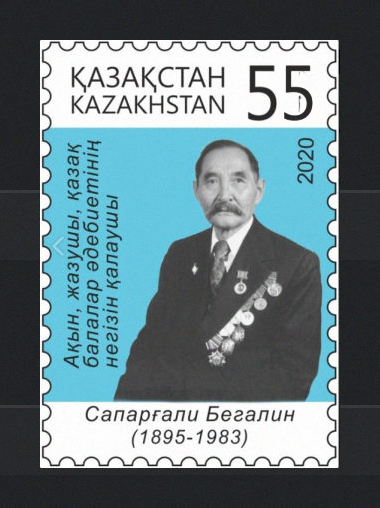 ҚАЗАҚСТАН 55
KAZAKHSTAN
2020
Ақын, жазушы, қазақ
балалар әдебиетінің
негізін қалаушы
Сапарғали Бегалин
(1895-1983)